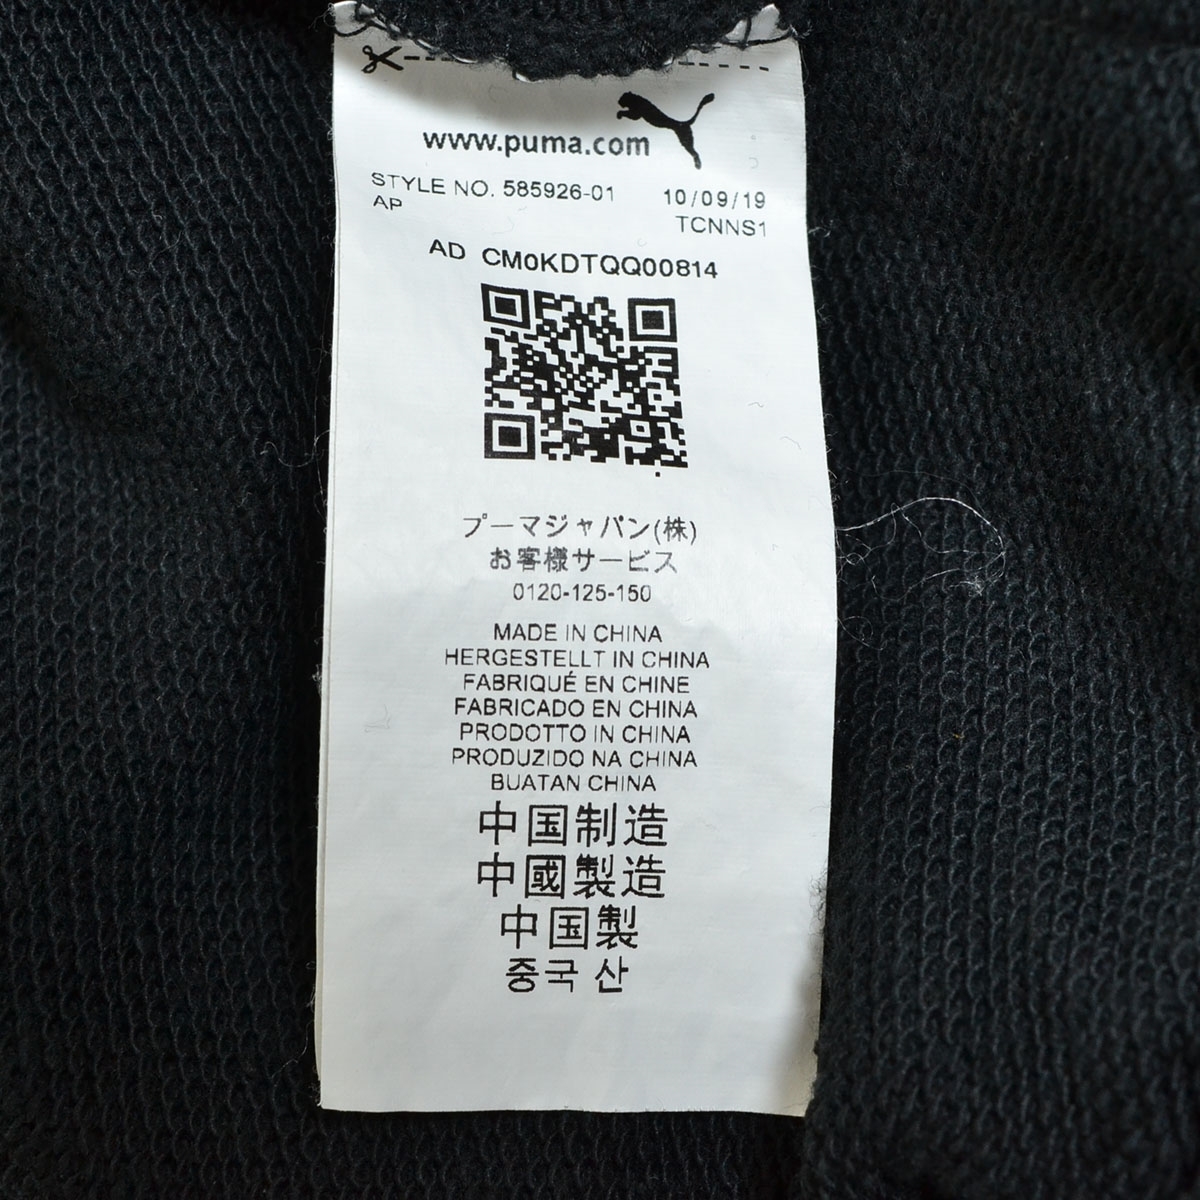 www.puma.com
STYLE NO. 585926-01 10/09/19
AP TCNNS1
AD CM0KDTQQ00814
プーマジャパン(株)
お客様サービス
0120-125-150
MADE IN CHINA
HERGESTELLT IN CHINA
FABRIQUÉ EN CHINE
FABRICADO EN CHINA
PRODOTTO IN CHINA
PRODUZIDO NA CHINA
BUATAN CHINA
中国制造
中國製造
中国製
중국 산